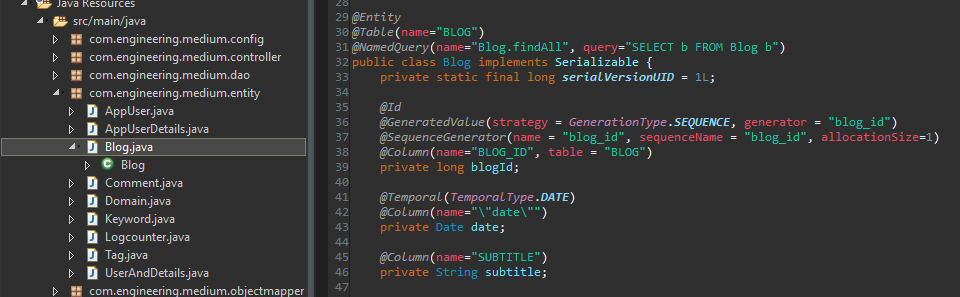 Java Resources
src/main/java
com.engineering.medium.config
com.engineering.medium.controller
com.engineering.medium.dao
com.engineering.medium.entity
AppUser.java
AppUserDetails.java
Blog.java
Blog
Comment.java
Domain.java
Keyword.java
Logcounter.java
Tag.java
UserAndDetails.java
com.engineering.medium.objectmapper
28
29 @Entity
30 @Table(name="BLOG")
31 @NamedQuery(name="Blog.findAll", query="SELECT b FROM Blog b")
32 public class Blog implements Serializable {
33 private static final long serialVersionUID = 1L;
34
35 @Id
36 @GeneratedValue(strategy = GenerationType.SEQUENCE, generator = "blog_id")
37 @SequenceGenerator(name = "blog_id", sequenceName = "blog_id", allocationSize=1)
38 @Column(name="BLOG_ID", table = "BLOG")
39 private long blogId;
40
41 @Temporal(TemporalType.DATE)
42 @Column(name="\"date\"")
43 private Date date;
44
45 @Column(name="SUBTITLE")
46 private String subtitle;
47